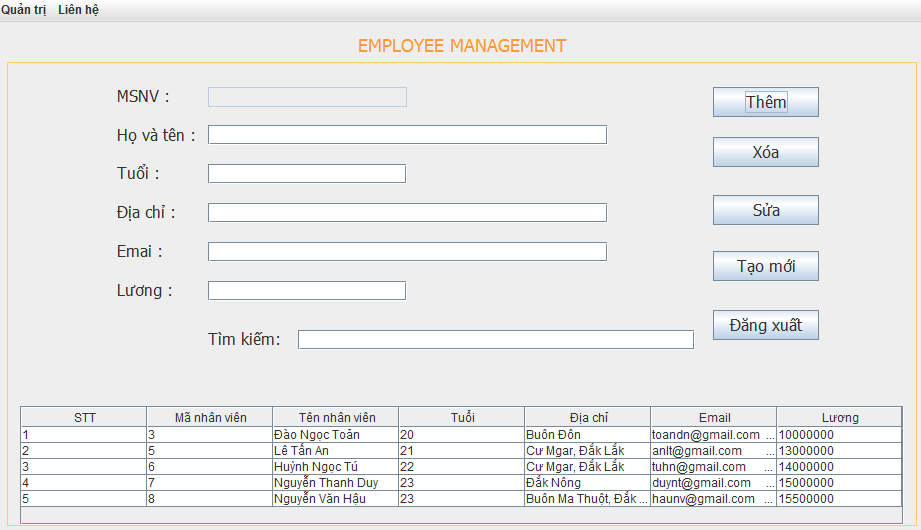 Quản trị Liên hệ
EMPLOYEE MANAGEMENT
MSNV :
Thêm
Họ và tên :
Xóa
Tuổi :
Địa chỉ :
Sửa
Emai :
Tạo mới
Lương :
Đăng xuất
Tìm kiếm:
STT Mã nhân viên Tên nhân viên Tuổi Địa chỉ Email Lương
1 3 Đào Ngọc Toản 20 Buôn Đôn toandn@gmail.com ... 10000000
2 5 Lê Tấn An 21 Cư Mgar, Đắk Lắk anlt@gmail.com ... 13000000
3 6 Huỳnh Ngọc Tú 22 Cư Mgar, Đắk Lắk tuhn@gmail.com ... 14000000
4 7 Nguyễn Thanh Duy 23 Đắk Nông duynt@gmail.com ... 15000000
5 8 Nguyễn Văn Hậu 23 Buôn Ma Thuột, Đắk ... haunv@gmail.com ... 15500000